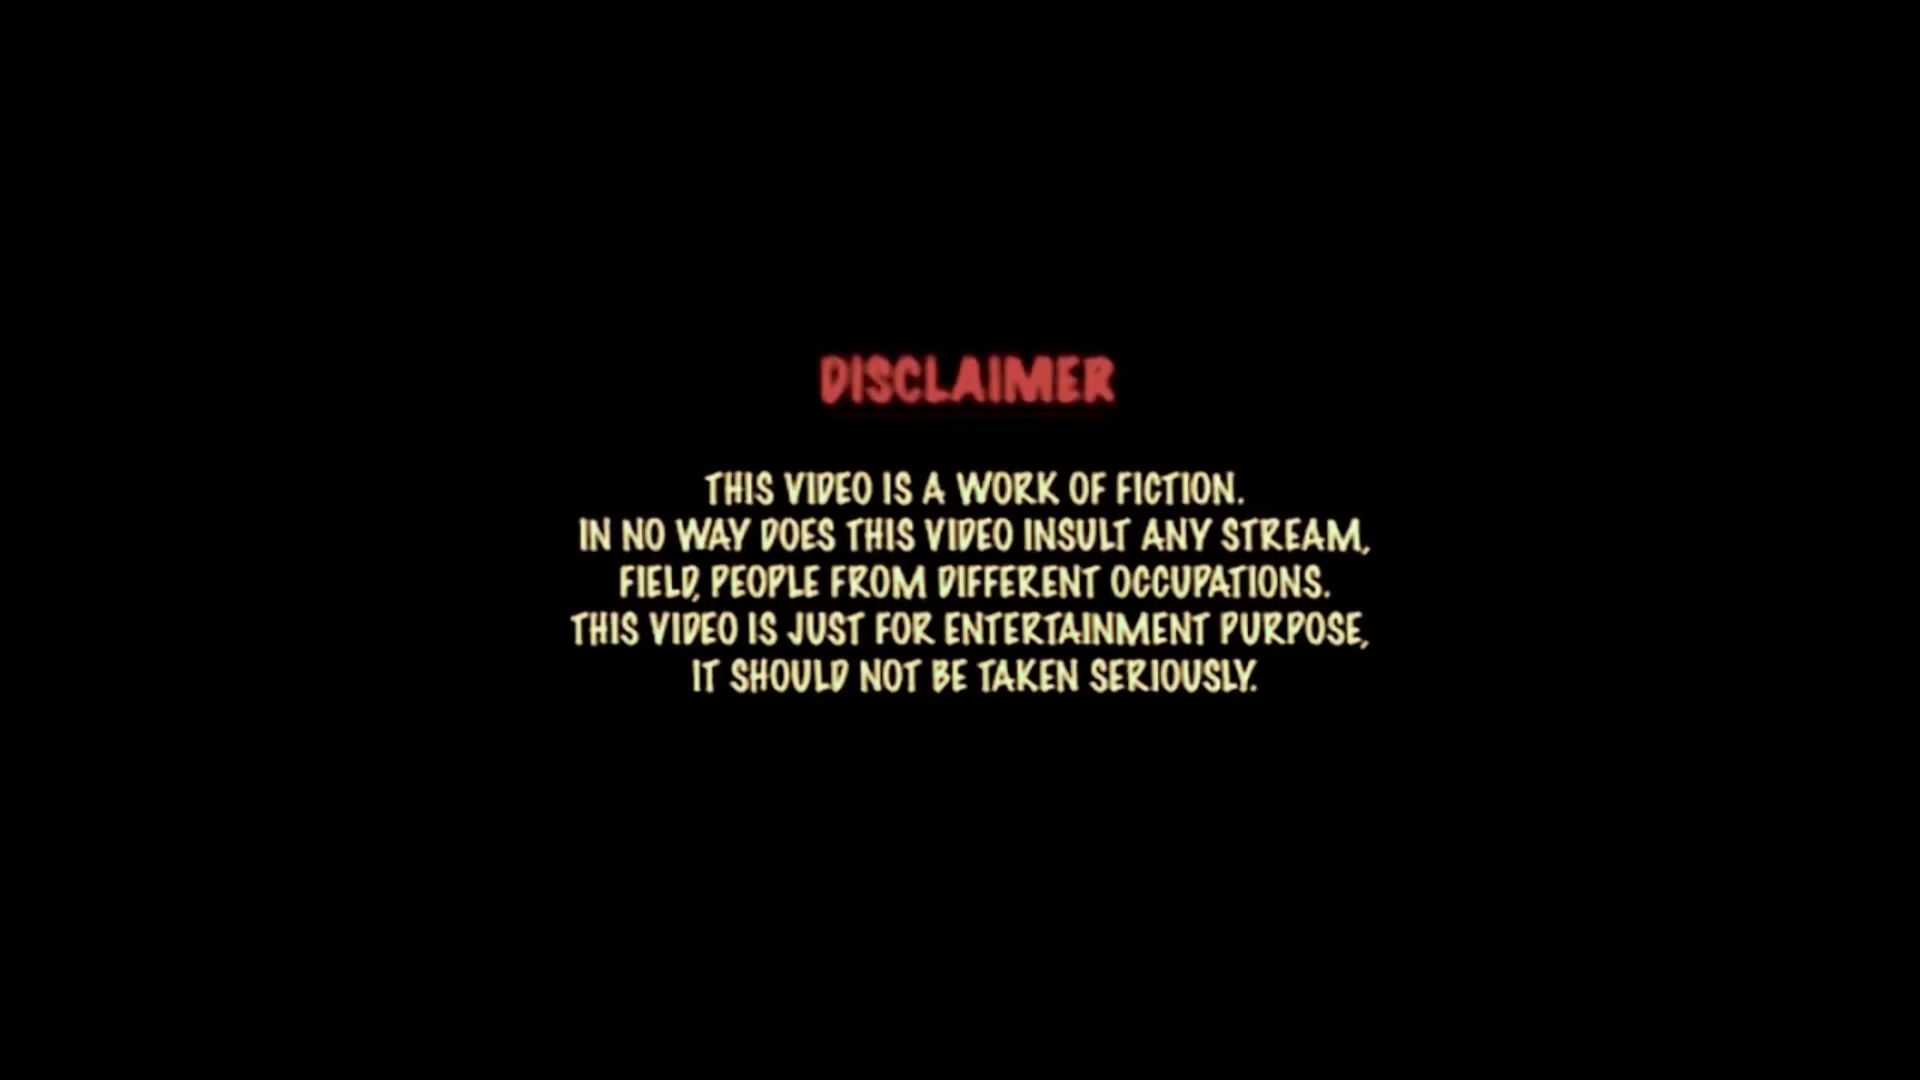 DISCLAIMER
THIS VIDEO IS A WORK OF FICTION.
IN NO WAY DOES THIS VIDEO INSULT ANY STREAM,
FIELD, PEOPLE FROM DIFFERENT OCCUPATIONS.
THIS VIDEO IS JUST FOR ENTERTAINMENT PURPOSE,
IT SHOULD NOT BE TAKEN SERIOUSLY.